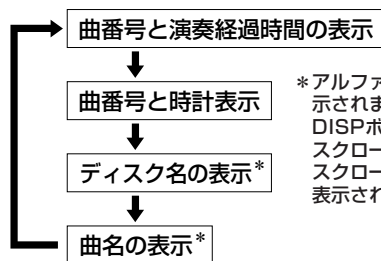 曲番号と演奏経過時間の表示
曲番号と時計表示
ディスク名の表示*
曲名の表示*
*アルファ
示されま
DISPボ
スクロー
スクロー
表示され